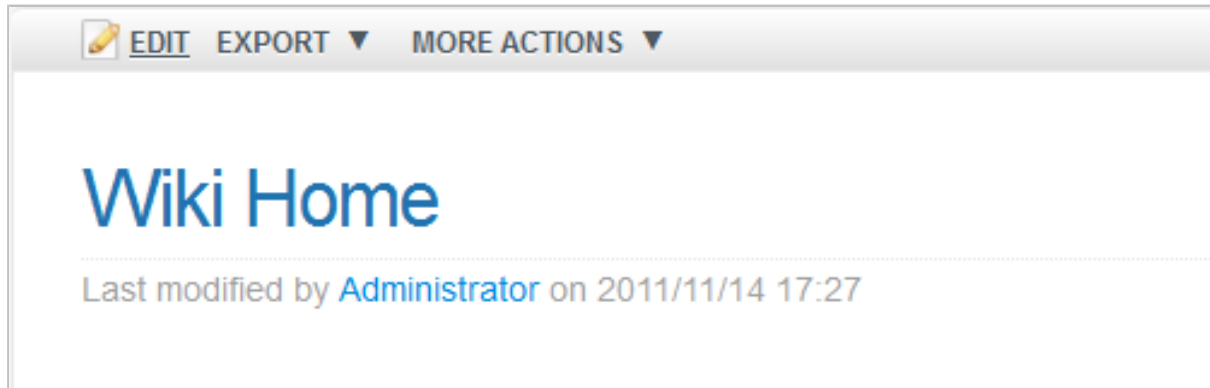 EDIT EXPORT ▼ MORE ACTIONS ▼
Wiki Home
Last modified by Administrator on 2011/11/14 17:27